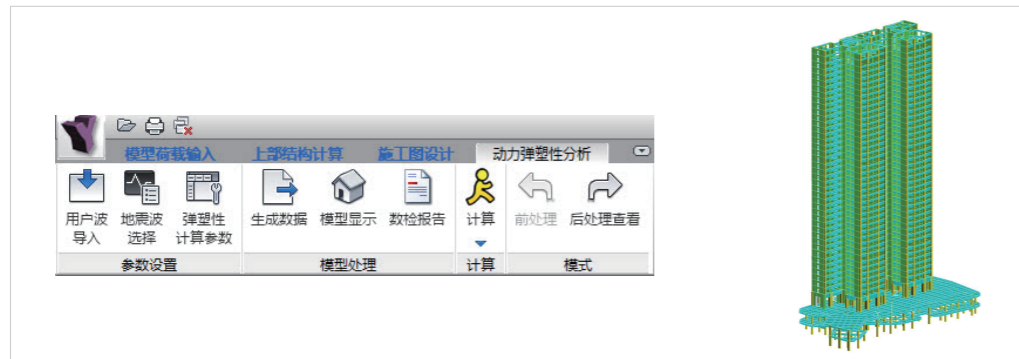 模型荷载输入 上部结构计算 施工图设计 动力弹塑性分析
用户波 地震波 弹塑性 生成数据 模型显示 数检报告 计算 前处理 后处理查看
导入 选择 计算参数
参数设置 模型处理 计算 模式